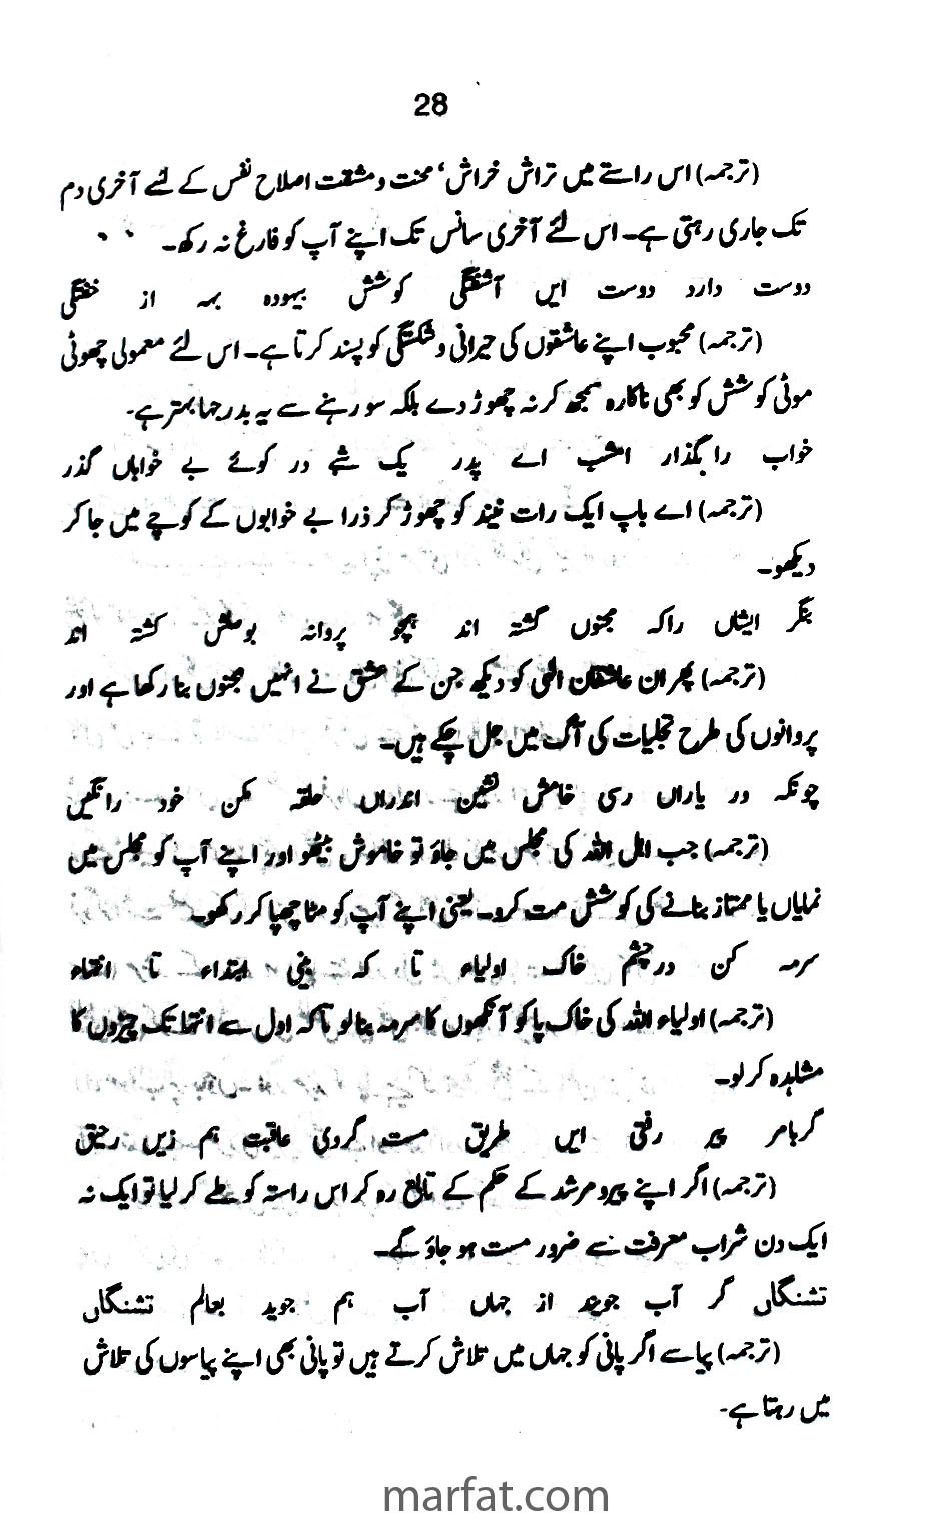 28
(ترجمہ) اس راستے میں تراش خراش‘ محنت و مشقت اصلاح نفس کے لئے آخری دم
تک جاری رہتی ہے۔ اس لئے آخری سانس تک اپنے آپ کو فارغ نہ رکھ۔
دوست دارد دوست ایں آشفتگی کوشش بیہودہ بہ از خفتگی
(ترجمہ) محبوب اپنے عاشقوں کی حیرانی و شکستگی کو پسند کرتا ہے۔ اس لئے معمولی چھوٹی
موٹی کوشش کو بھی ناکارہ سمجھ کر نہ چھوڑ دے بلکہ سو رہنے سے یہ بدرجہا بہتر ہے۔
خواب را بگذار امشب اے پدر یک شبے در کوئے بے خواباں گذر
(ترجمہ) اے باپ ایک رات نیند کو چھوڑ کر ذرا بے خوابوں کے کوچے میں جا کر
دیکھو۔
بنگر ایشاں راکہ مجنوں گشتہ اند ہمچو پروانہ بوصلش کشتہ اند
(ترجمہ) پھر ان عاشقان الٰہی کو دیکھ جن کے عشق نے انہیں مجنوں بنا رکھا ہے اور
پروانوں کی طرح تجلیات کی آگ میں جل چکے ہیں۔
چونکہ در یاراں رسی خامش نشین اندراں حلقہ مکن خود رانگیں
(ترجمہ) جب اہل اللہ کی مجلس میں جاؤ تو خاموش بیٹھو اور اپنے آپ کو مجلس میں
نمایاں یا ممتاز بنانے کی کوشش مت کرو۔ یعنی اپنے آپ کو مٹا چھپا کر رکھو۔
سرمہ کن در چشم خاک اولیاء تا کہ بینی ابتداء تا انتہاء
(ترجمہ) اولیاء اللہ کی خاک پا کو آنکھوں کا سرمہ بنالو تاکہ اول سے انتہا تک چیزوں کا
مشاہدہ کر لو۔
گر بامر پیر رفتی ایں طریق مست گردی عاقبت ہم زیں رحیق
(ترجمہ) اگر اپنے پیرو مرشد کے حکم کے تابع رہ کر اس راستہ کو طے کر لیا تو ایک نہ
ایک دن شراب معرفت سے ضرور مست ہو جاؤ گے۔
تشنگاں گر آب جویند از جہاں آب ہم جوید بعالم تشنگاں
(ترجمہ) پیاسے اگر پانی کو جہاں میں تلاش کرتے ہیں تو پانی بھی اپنے پیاسوں کی تلاش
میں رہتا ہے۔
marfat.com